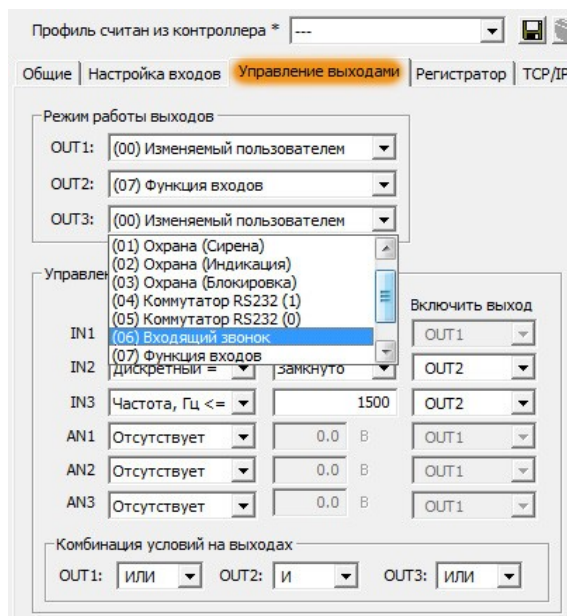 Профиль считан из контроллера * ---
Общие Настройка входов Управление выходами Регистратор TCP/IP
Режим работы выходов
OUT1: (00) Изменяемый пользователем
OUT2: (07) Функция входов
OUT3: (00) Изменяемый пользователем
(01) Охрана (Сирена)
(02) Охрана (Индикация)
(03) Охрана (Блокировка)
(04) Коммутатор RS232 (1)
(05) Коммутатор RS232 (0)
(06) Входящий звонок
(07) Функция входов
Управле
Включить выход
IN1 OUT1
IN2 Дискретный = Замкнуто OUT2
IN3 Частота, Гц <= 1500 OUT2
AN1 Отсутствует 0.0 В OUT1
AN2 Отсутствует 0.0 В OUT1
AN3 Отсутствует 0.0 В OUT1
Комбинация условий на выходах
OUT1: ИЛИ OUT2: И OUT3: ИЛИ